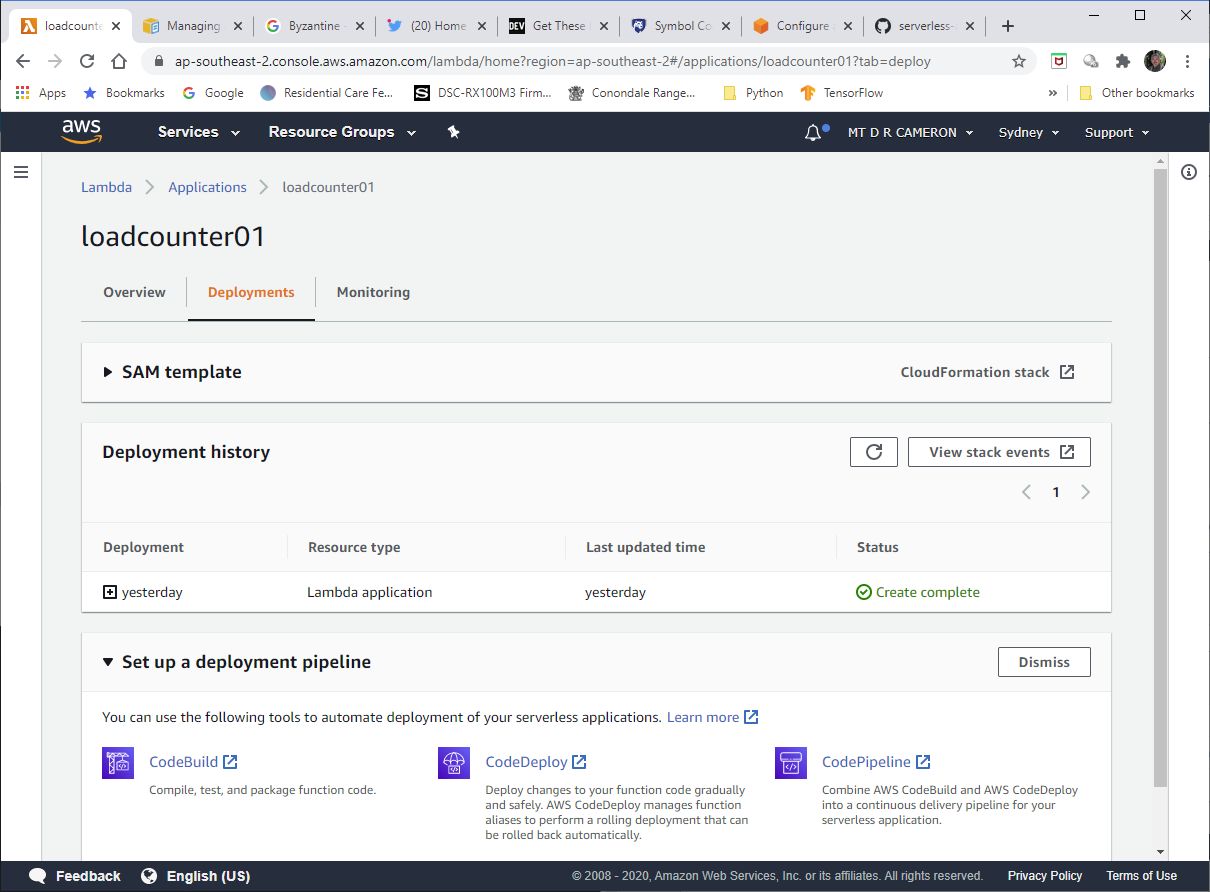 loadcounte
Managing
Byzantine
(20) Home
DEV
Get These
Symbol Co
Configure
serverless-
ap-southeast-2.console.aws.amazon.com/lambda/home?region=ap-southeast-2#/applications/loadcounter01?tab=deploy
Apps
Bookmarks
Google
Residential Care Fe...
S
DSC-RX100M3 Firm...
Conondale Range...
Python
TensorFlow
»
Other bookmarks
aws
Services
Resource Groups
MT D R CAMERON
Sydney
Support
Lambda
Applications
loadcounter01
loadcounter01
Overview
Deployments
Monitoring
SAM template
CloudFormation stack
Deployment history
View stack events
1
Deployment
Resource type
Last updated time
Status
yesterday
Lambda application
yesterday
Create complete
Set up a deployment pipeline
Dismiss
You can use the following tools to automate deployment of your serverless applications. Learn more
CodeBuild
Compile, test, and package function code.
CodeDeploy
Deploy changes to your function code gradually
and safely. AWS CodeDeploy manages function
aliases to perform a rolling deployment that can
be rolled back automatically.
CodePipeline
Combine AWS CodeBuild and AWS CodeDeploy
into a continuous delivery pipeline for your
serverless application.
Feedback
English (US)
© 2008 - 2020, Amazon Web Services, Inc. or its affiliates. All rights reserved.
Privacy Policy
Terms of Use